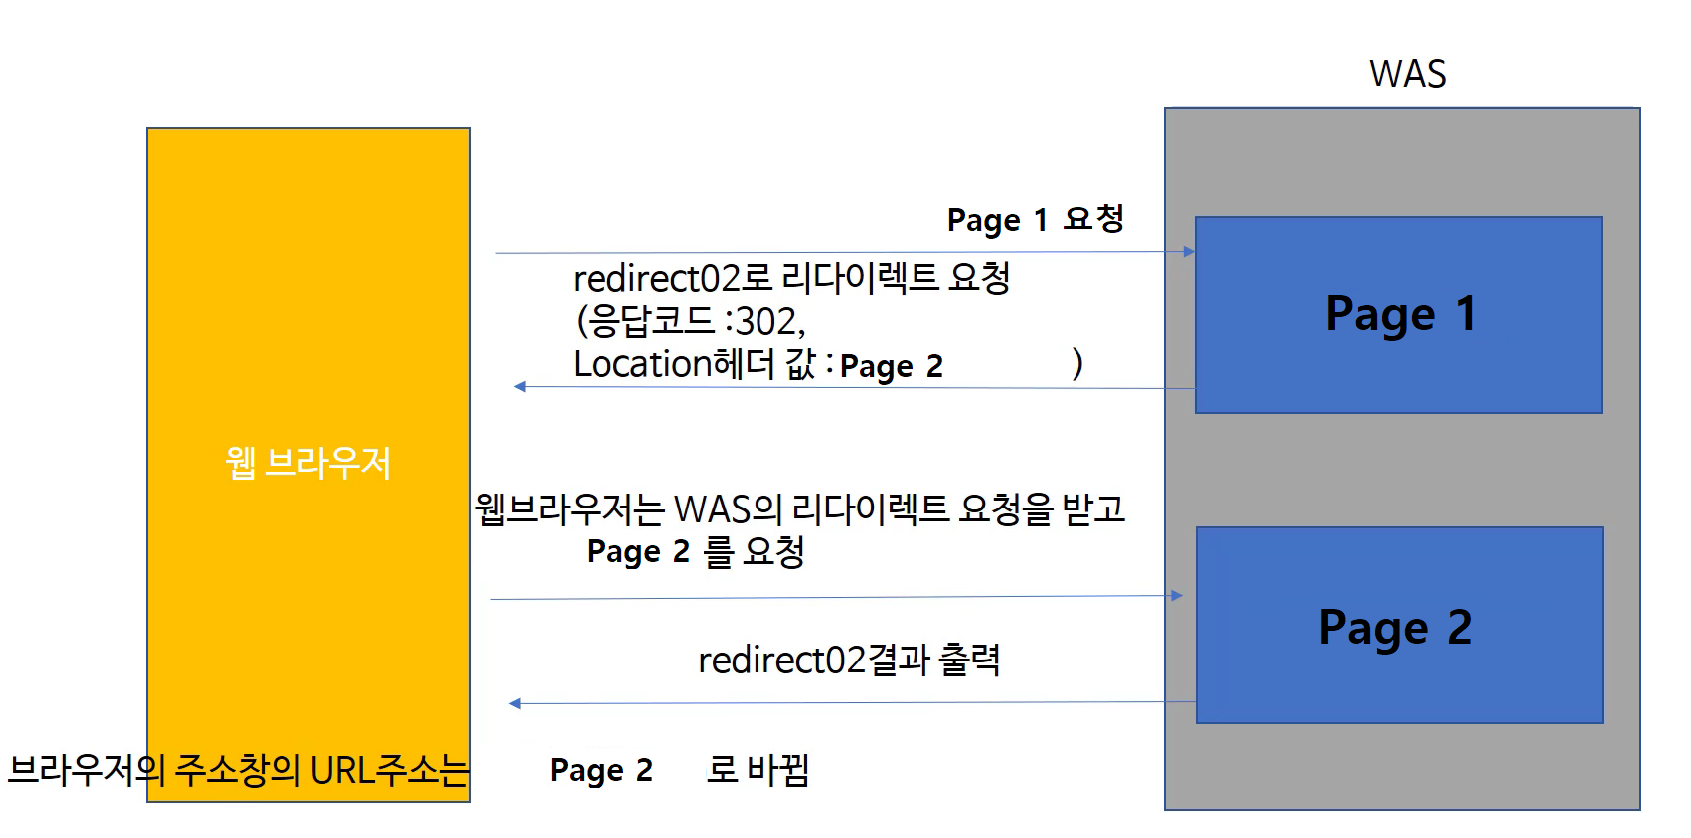 WAS
Page 1 요청
redirect02로 리다이렉트 요청
(응답코드 :302,
Location헤더 값 : Page 2 )
Page 1
웹 브라우저
웹브라우저는 WAS의 리다이렉트 요청을 받고
Page 2 를 요청
Page 2
redirect02결과 출력
브라우저의 주소창의 URL주소는 Page 2 로 바뀜